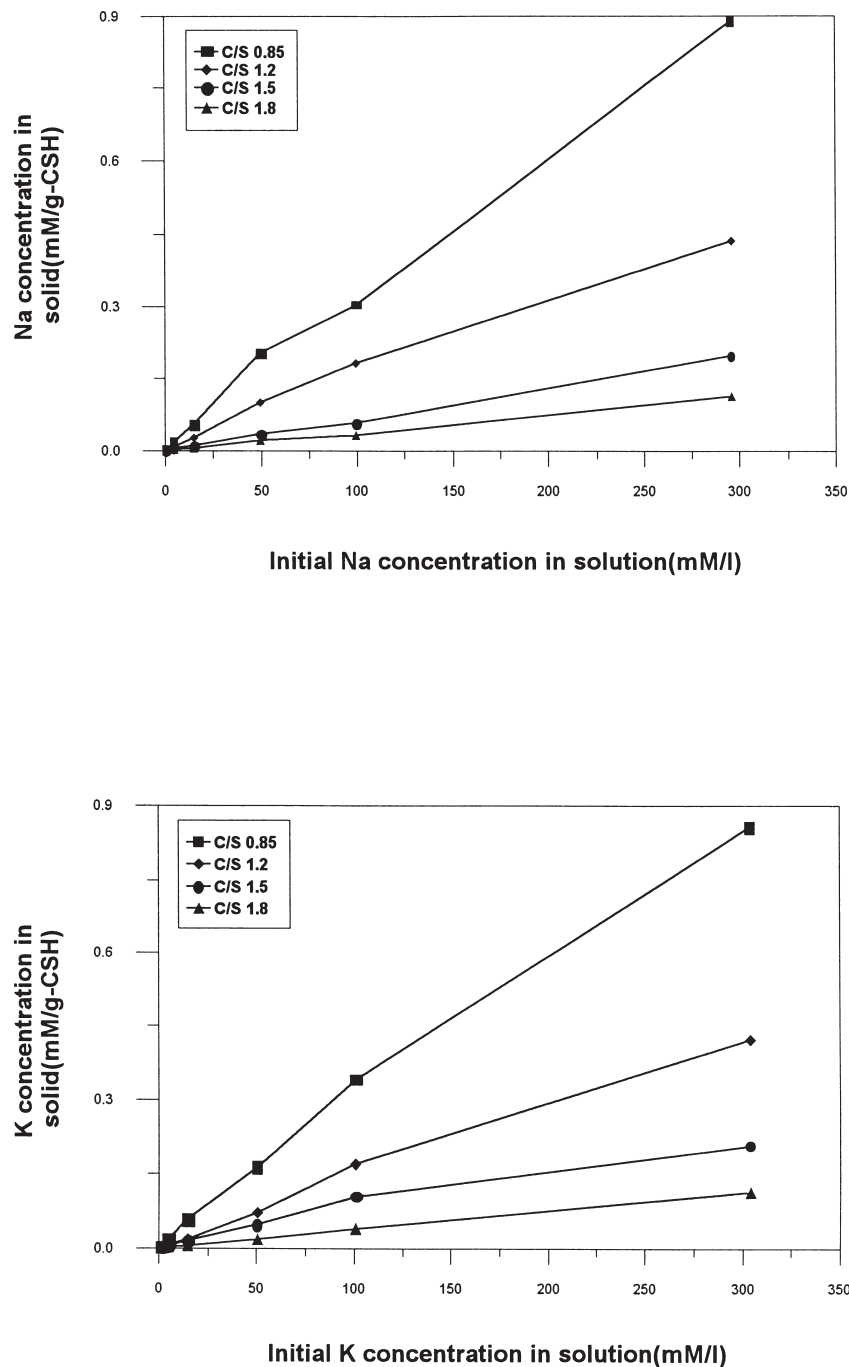 0.9
C/S 0.85
C/S 1.2
C/S 1.5
C/S 1.8
0.6
0.3
0.0
Na concentration in
solid(mM/g-CSH)
0 50 100 150 200 250 300 350
Initial Na concentration in solution(mM/l)
0.9
C/S 0.85
C/S 1.2
C/S 1.5
C/S 1.8
0.6
0.3
0.0
K concentration in
solid(mM/g-CSH)
0 50 100 150 200 250 300 350
Initial K concentration in solution(mM/l)